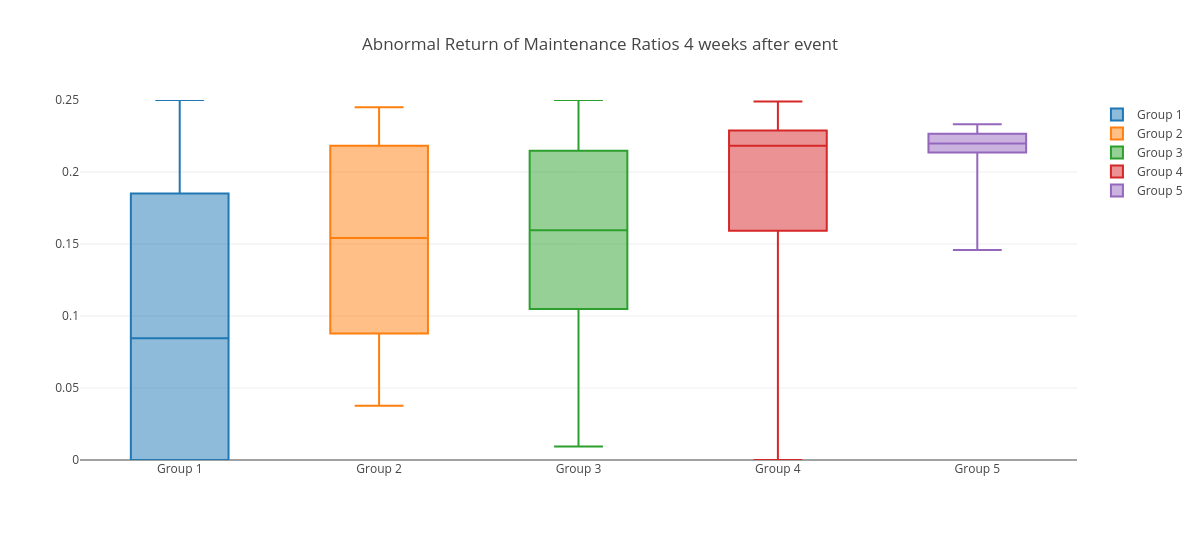 Abnormal Return of Maintenance Ratios 4 weeks after event
0.25
0.2
0.15
0.1
0.05
0
Group 1
Group 2
Group 3
Group 4
Group 5
Group 1
Group 2
Group 3
Group 4
Group 5